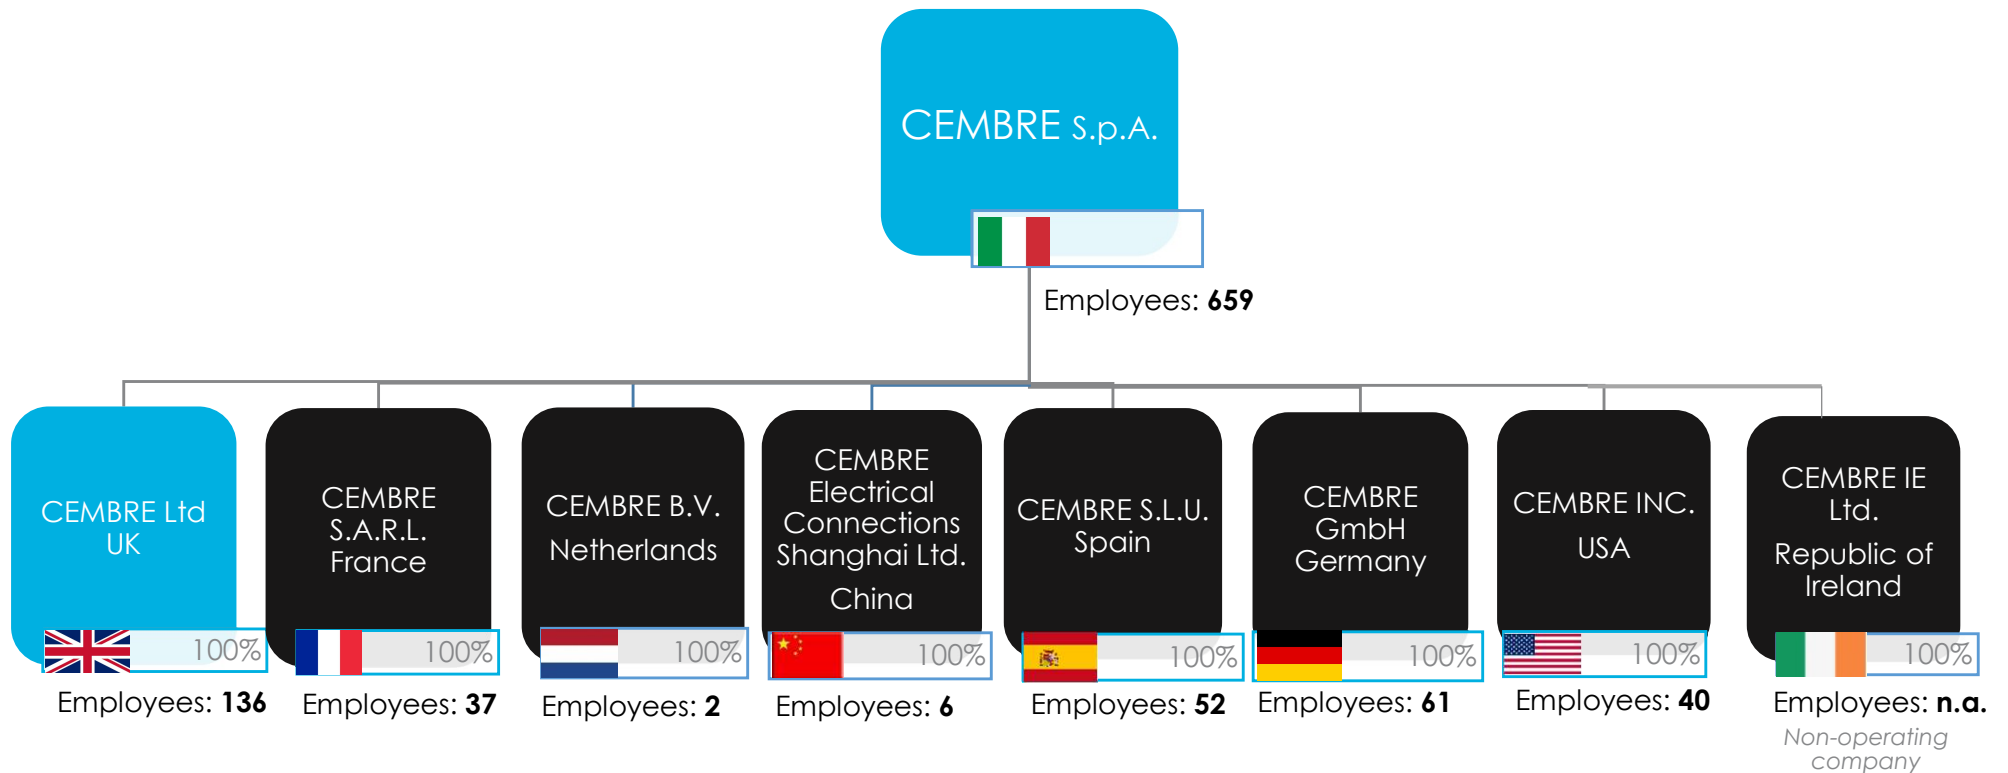 CEMBRE S.p.A.
Employees: 659
CEMBRE Ltd
UK
100%
Employees: 136
CEMBRE
S.A.R.L.
France
100%
Employees: 37
CEMBRE B.V.
Netherlands
100%
Employees: 2
CEMBRE
Electrical
Connections
Shanghai Ltd.
China
100%
Employees: 6
CEMBRE S.L.U.
Spain
100%
Employees: 52
CEMBRE
GmbH
Germany
100%
Employees: 61
CEMBRE INC.
USA
100%
Employees: 40
CEMBRE IE
Ltd.
Republic of
Ireland
100%
Employees: n.a.
Non-operating
company